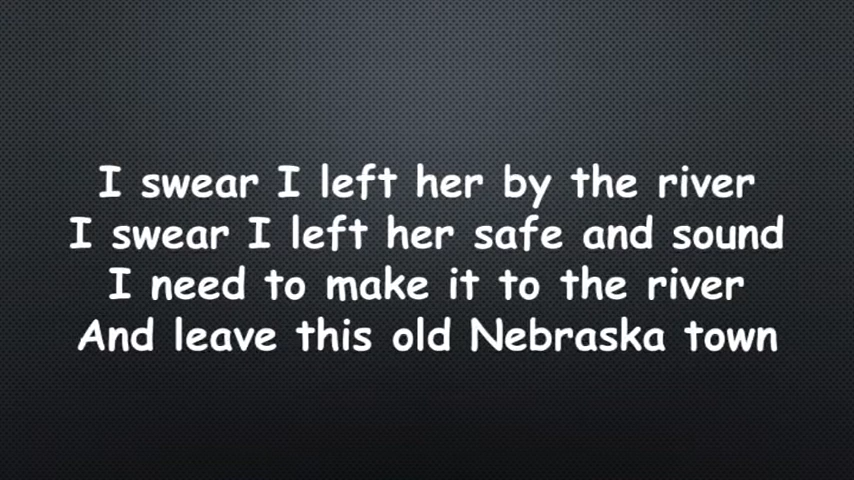 I swear I left her by the river
I swear I left her safe and sound
I need to make it to the river
And leave this old Nebraska town